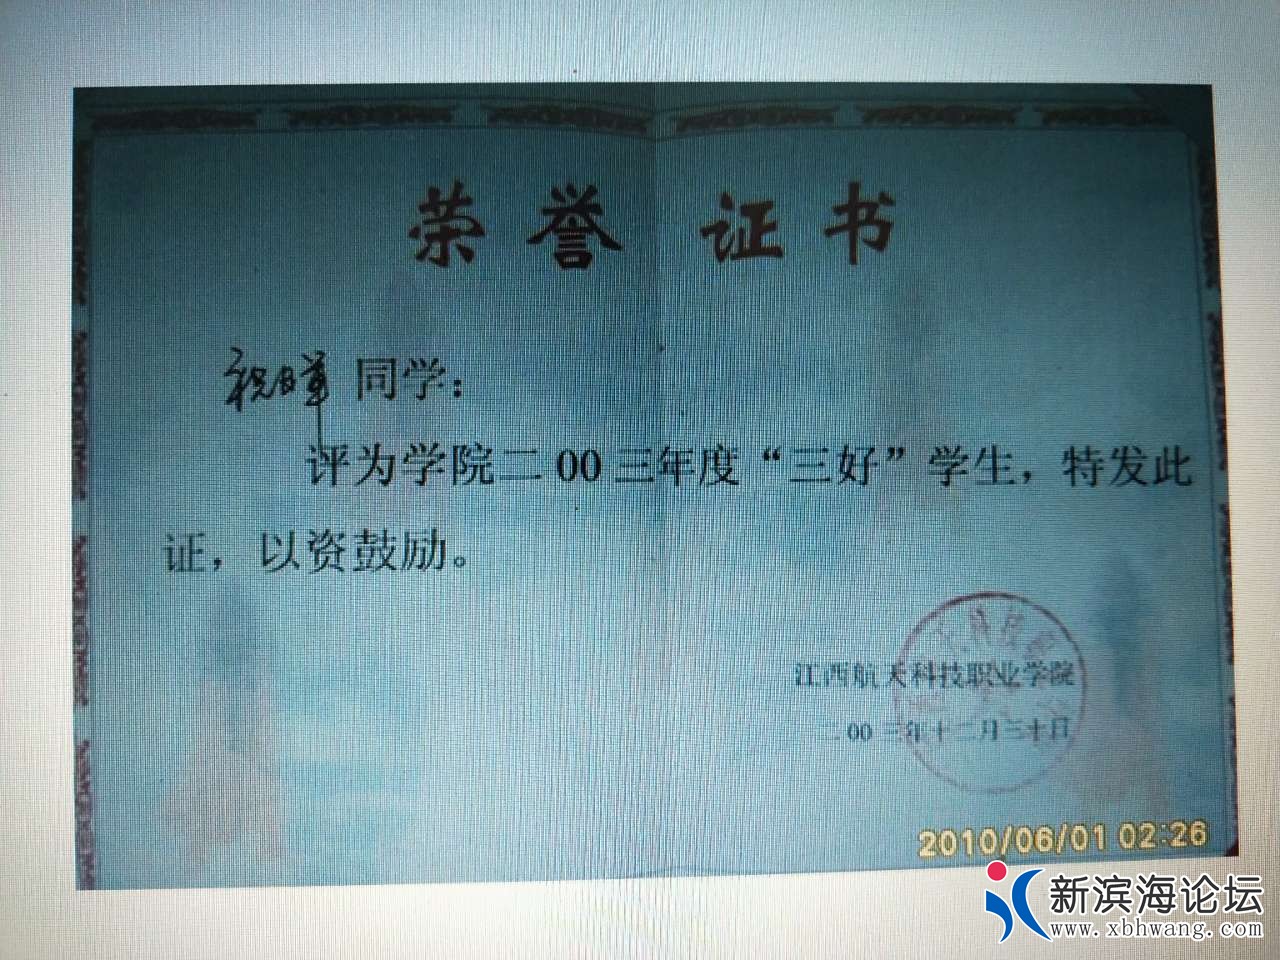 荣誉证书
同学：
评为学院二00三年度“三好”学生，特发此
证，以资鼓励。
江西航天科技职业学院
二00三年十二月三十日
2010/06/01 02:26
新滨海论坛
www.xbhwang.com